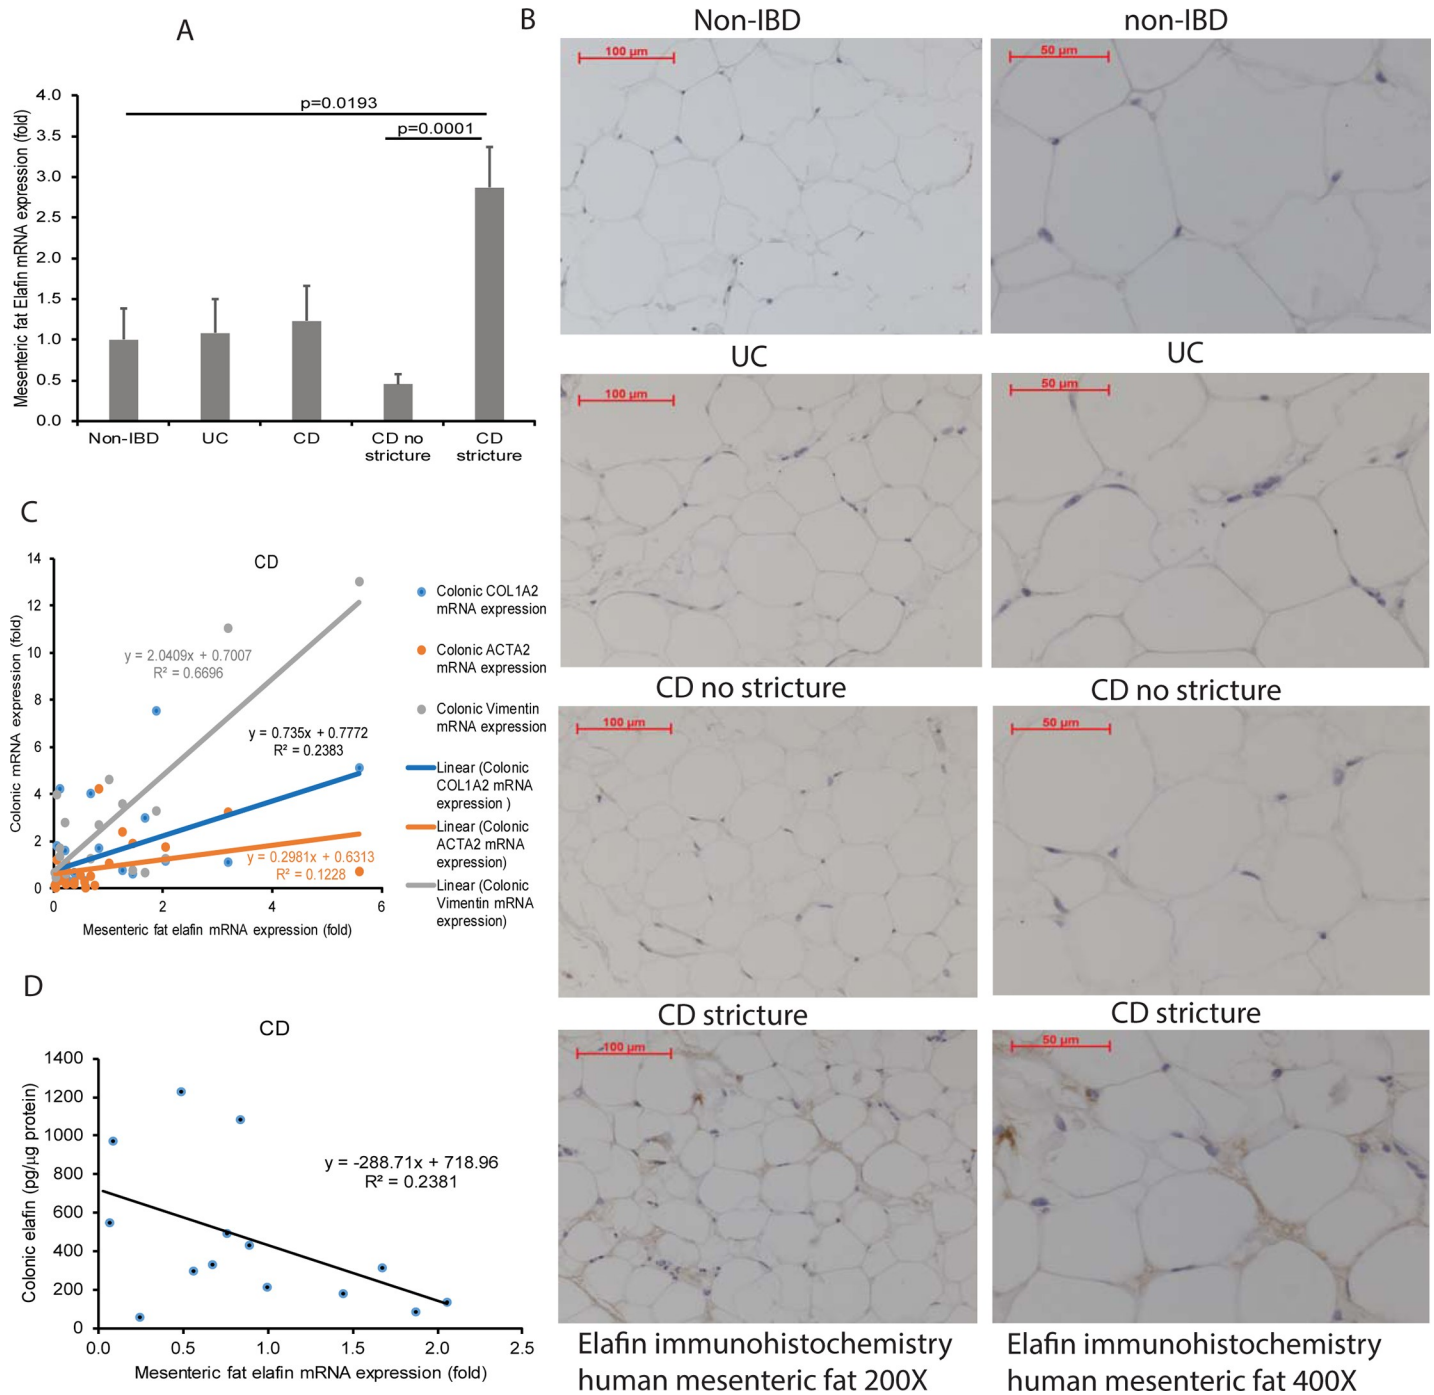 A
4.0
3.5
3.0
2.5
2.0
1.5
1.0
0.5
0.0
Mesenteric fat Elafin mRNA expression (fold)
p=0.0193
p=0.0001
Non-IBD
UC
CD
CD no
stricture
CD
stricture
B
Non-IBD
100 µm
non-IBD
50 µm
UC
100 µm
UC
50 µm
CD no stricture
100 µm
CD no stricture
50 µm
CD stricture
100 µm
CD stricture
50 µm
Elafin immunohistochemistry
human mesenteric fat 200X
Elafin immunohistochemistry
human mesenteric fat 400X
C
CD
14
12
10
8
6
4
2
0
Colonic mRNA expression (fold)
y = 2.0409x + 0.7007
R² = 0.6696
y = 0.735x + 0.7772
R² = 0.2383
y = 0.2981x + 0.6313
R² = 0.1228
0
2
4
6
Mesenteric fat elafin mRNA expression (fold)
Colonic COL1A2
mRNA expression
Colonic ACTA2
mRNA expression
Colonic Vimentin
mRNA expression
Linear (Colonic
COL1A2 mRNA
expression )
Linear (Colonic
ACTA2 mRNA
expression)
Linear (Colonic
Vimentin mRNA
expression)
D
CD
1400
1200
1000
800
600
400
200
0
Colonic elafin (pg/µg protein)
y = -288.71x + 718.96
R² = 0.2381
0.0
0.5
1.0
1.5
2.0
2.5
Mesenteric fat elafin mRNA expression (fold)